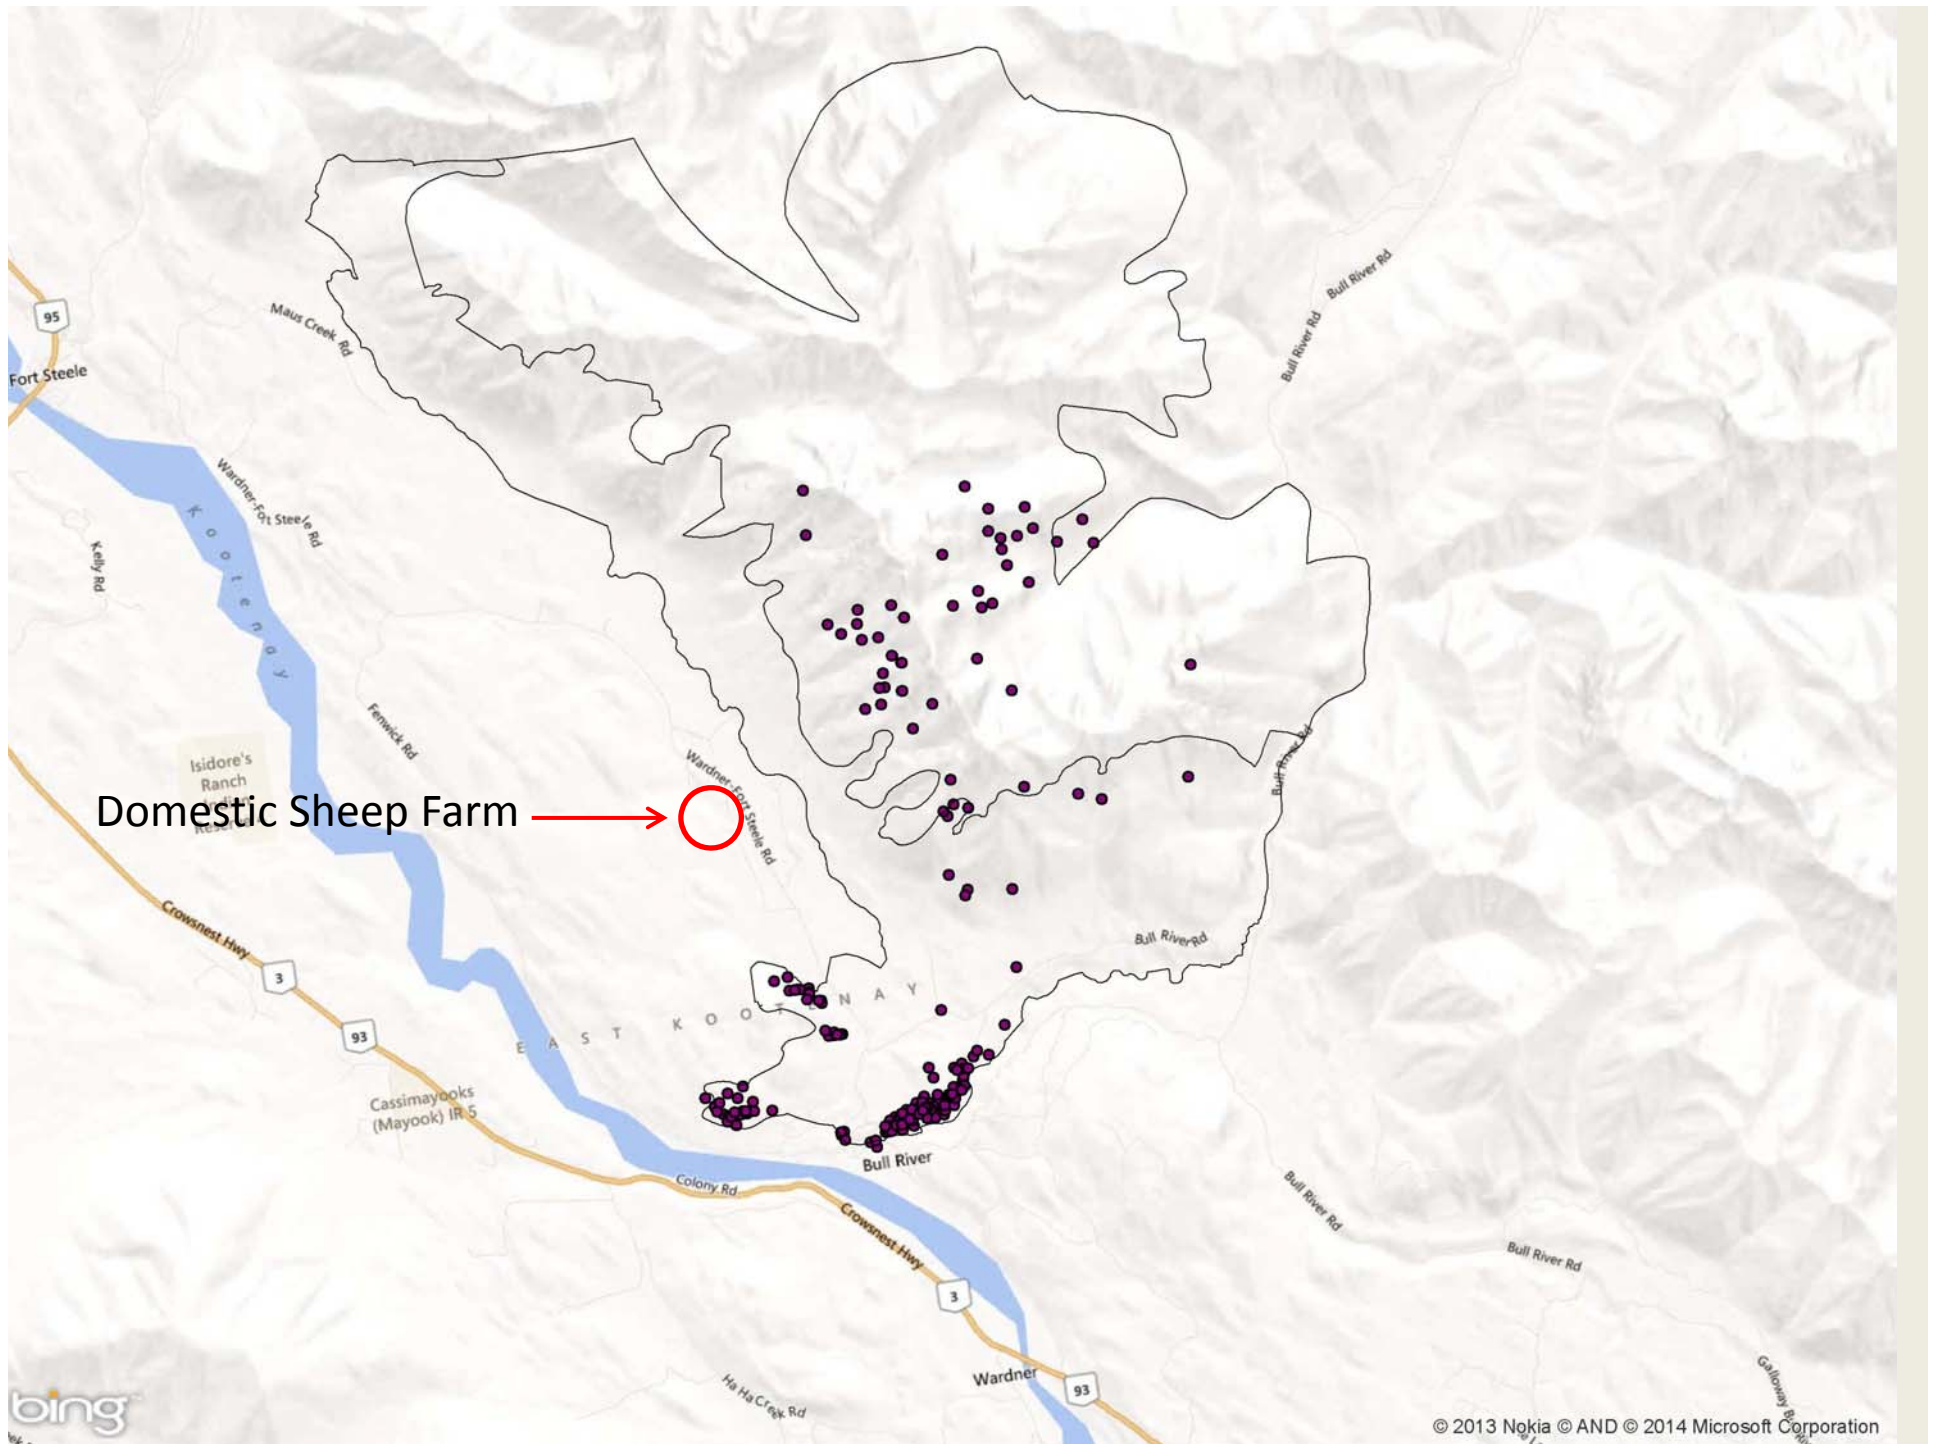 Bull River Rd
Bull River Rd
95
Maus Creek Rd
Fort Steele
Wardner-Fort Steele Rd
Kelly Rd
Kootenay
Fenwick Rd
Isidore's
Ranch
Indian
Reserve
Wardner-Fort Steele Rd
Bull River Rd
Domestic Sheep Farm
Crowsnest Hwy
3
Bull River Rd
93
EAST KOOTENAY
Cassimayooks
(Mayook) IR 5
Bull River
Colony Rd
Bull River Rd
Crowsnest Hwy
Bull River Rd
3
Wardner
93
Ha Ha Creek Rd
bing
© 2013 Nokia © AND © 2014 Microsoft Corporation